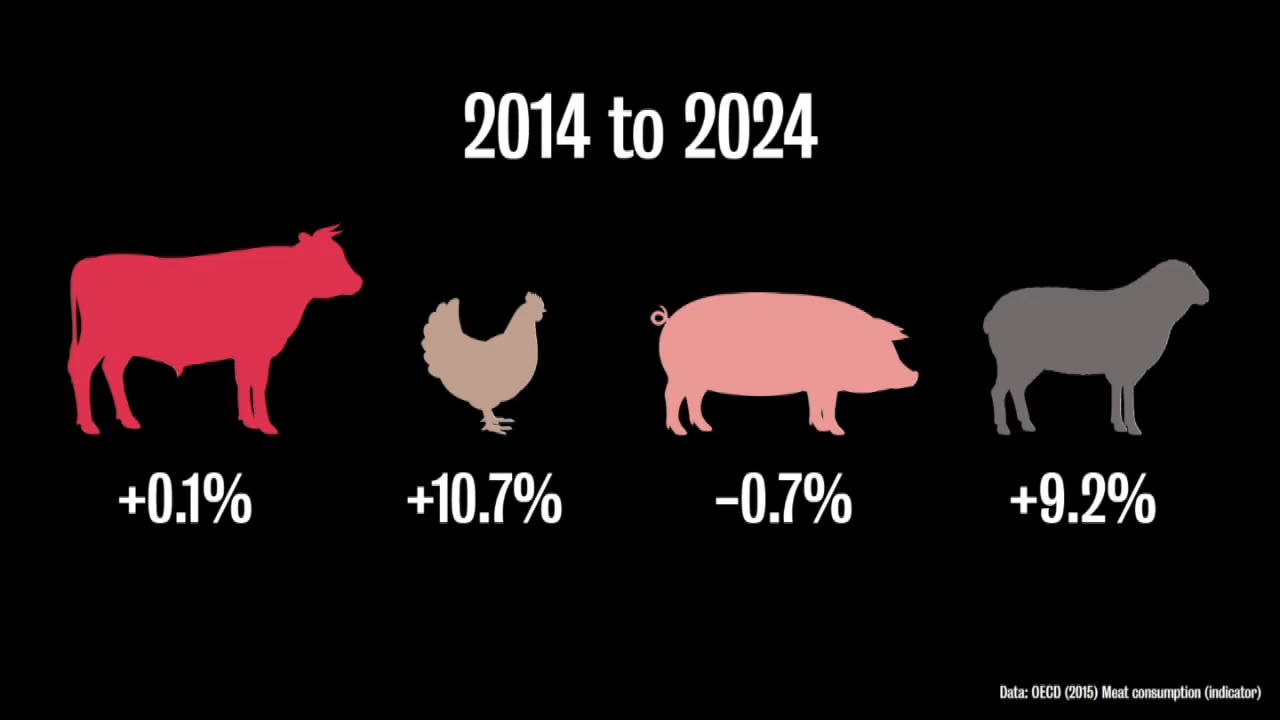 2014 to 2024
+0.1% +10.7% -0.7% +9.2%
Data: OECD (2015) Meat consumption (indicator)